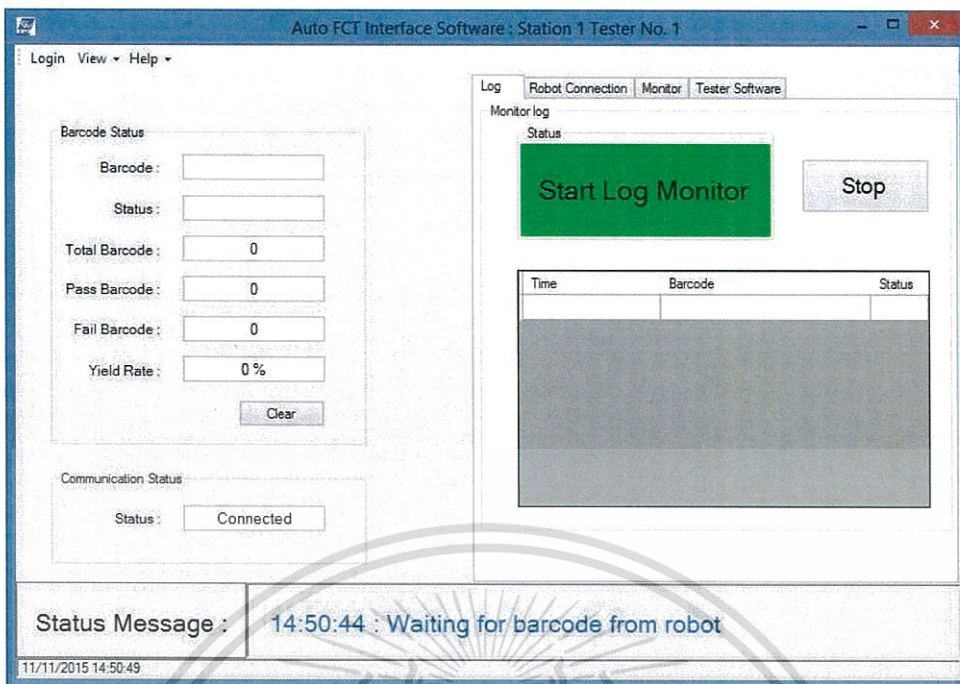 Auto FCT Interface Software : Station 1 Tester No. 1
Login View Help
Log Robot Connection Monitor Tester Software
Barcode Status
Barcode :
Status :
Total Barcode : 0
Pass Barcode : 0
Fail Barcode : 0
Yield Rate : 0 %
Clear
Communication Status
Status : Connected
Monitor log
Status
Start Log Monitor
Stop
Time Barcode Status
Status Message : 14:50:44 : Waiting for barcode from robot
11/11/2015 14:50:49